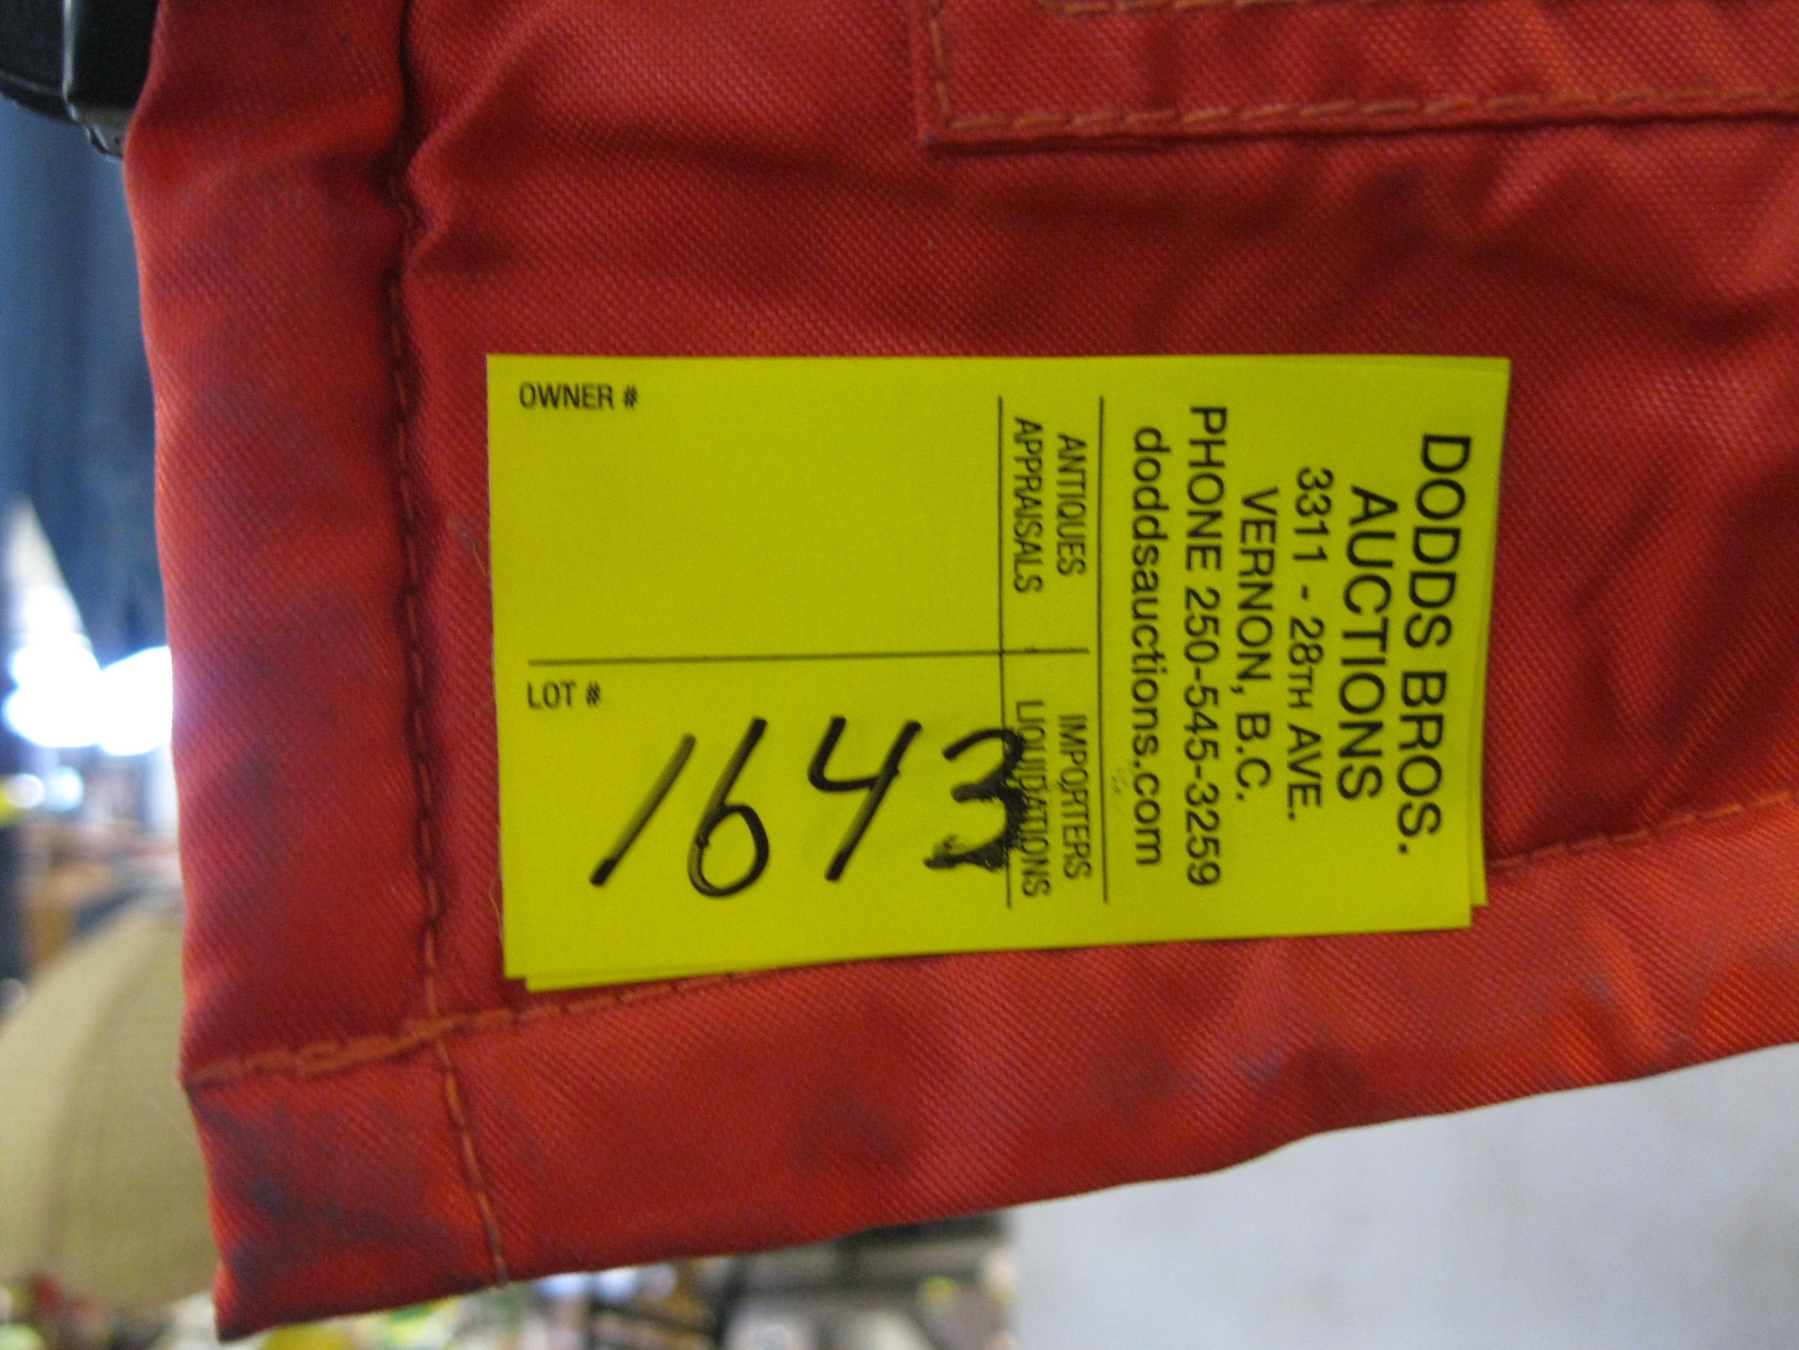 DODDS BROS.
AUCTIONS
3311 - 28TH AVE.
VERNON, B.C.
PHONE 250-545-3259
doddsauctions.com
ANTIQUES
APPRAISALS
IMPORTERS
LIQUIDATIONS
OWNER #
LOT #
1643